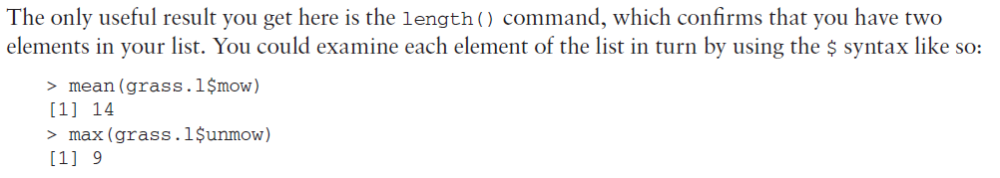 The only useful result you get here is the length() command, which confirms that you have two
elements in your list. You could examine each element of the list in turn by using the $ syntax like so:
> mean(grass.l$mow)
[1] 14
> max(grass.l$unmow)
[1] 9